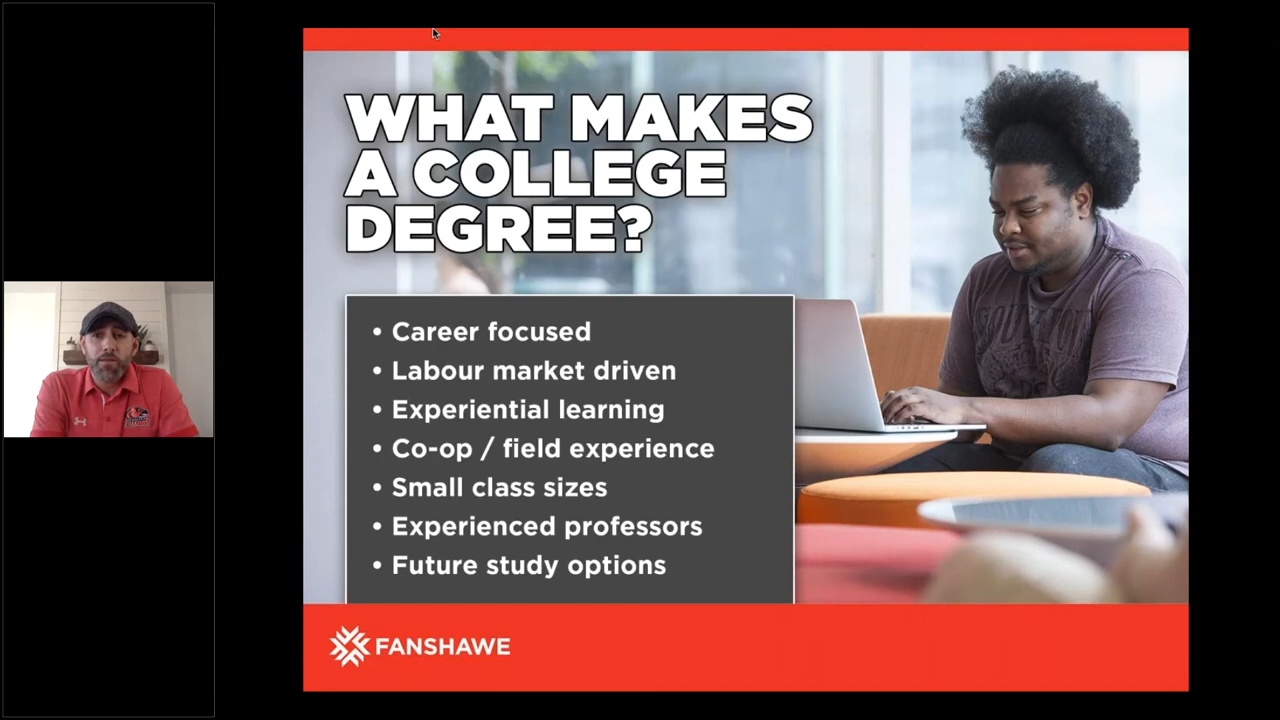 WHAT MAKES
A COLLEGE
DEGREE?
• Career focused
• Labour market driven
• Experiential learning
• Co-op / field experience
• Small class sizes
• Experienced professors
• Future study options
FANSHAWE